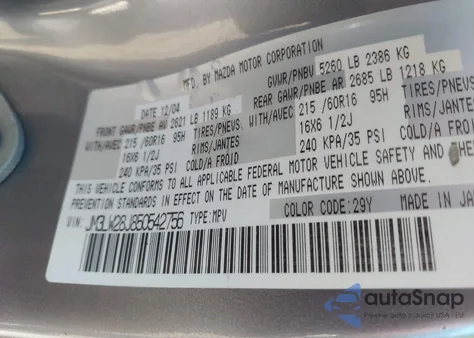 MFD. BY MAZDA MOTOR CORPORATION
DATE 12/04 GVWR/PNBV 5260 LB 2386 KG
FRONT GAWR/PNBE AV 2621 LB 1189 KG REAR GAWR/PNBE AR 2685 LB 1218 KG
WITH/AVEC 215 /60R16 95H TIRES/PNEUS WITH/AVEC 215 /60R16 95H TIRES/PNEUS
16X6 1/2J RIMS/JANTES 16X6 1/2J RIMS/JANTES
240 KPA/35 PSI COLD/A FROID 240 KPA/35 PSI COLD/A FROID
THIS VEHICLE CONFORMS TO ALL APPLICABLE FEDERAL MOTOR VEHICLE SAFETY AND THEFT
PREVENTION STANDARDS IN EFFECT ON THE DATE OF MANUFACTURE SHOWN ABOVE.
VIN: JM3LW28J850542756 TYPE:MPV COLOR CODE:29Y MADE IN JA
autoSnap
USA | EU